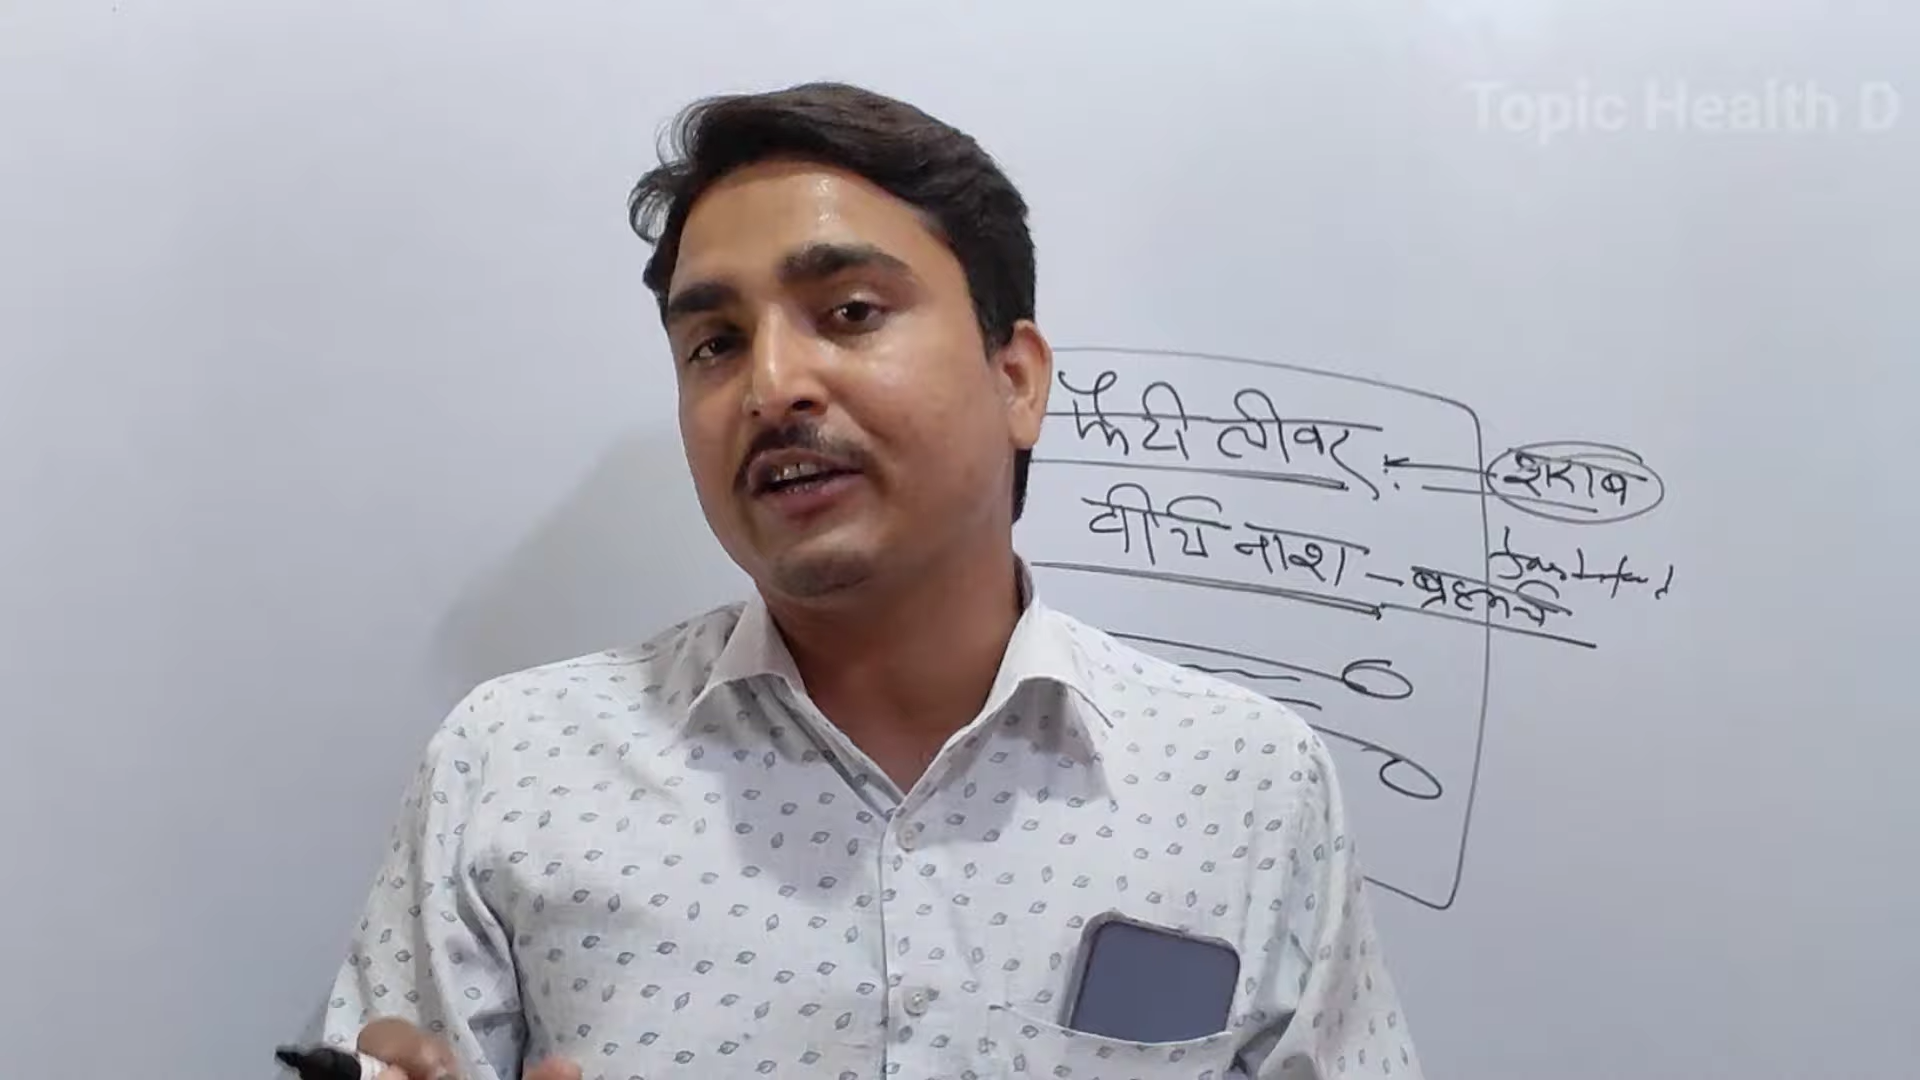 Topic Health D
फैटी लीवर
शराब
वीर्य नाश - ब्रह्मचर्य